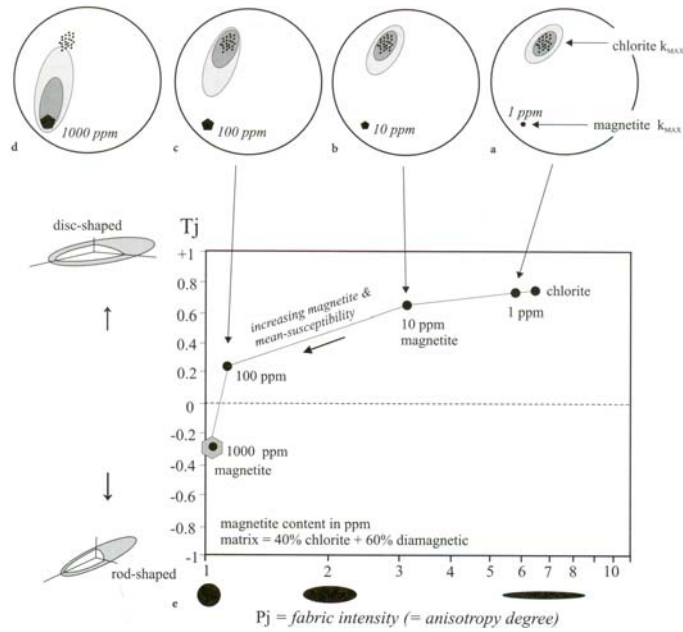 chlorite kMAX
1000 ppm
100 ppm
10 ppm
1 ppm
magnetite kMAX
d
c
b
a
disc-shaped
Tj
+1
0.8
0.6
0.4
0.2
0
-0.2
-0.4
-0.6
-0.8
-1
increasing magnetite &
mean-susceptibility
chlorite
1 ppm
10 ppm
magnetite
100 ppm
1000 ppm
magnetite
magnetite content in ppm
matrix = 40% chlorite + 60% diamagnetic
rod-shaped
1 2 3 4 5 6 7 8 10
e
Pj = fabric intensity (= anisotropy degree)